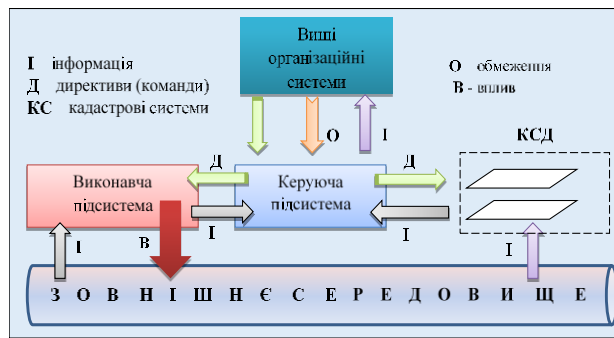 Вищі
організаційні
системи
І інформація
Д директиви (команди)
КС кадастрові системи
О обмеження
В - вплив
О
І
КСД
Д
Д
Виконавча
підсистема
Керуюча
підсистема
І
В
І
І
І
З О В Н І Ш Н Є С Е Р Е Д О В И Щ Е